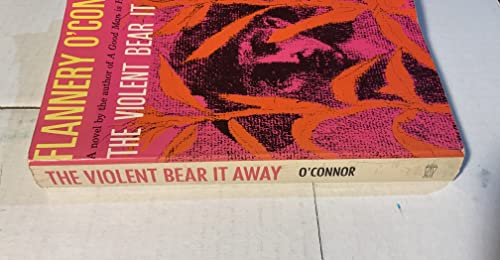 FLANNERY O'CON
A novel by the author of A Good Man is
THE VIOLENT BEAR IT
THE VIOLENT BEAR IT AWAY O'CONNOR